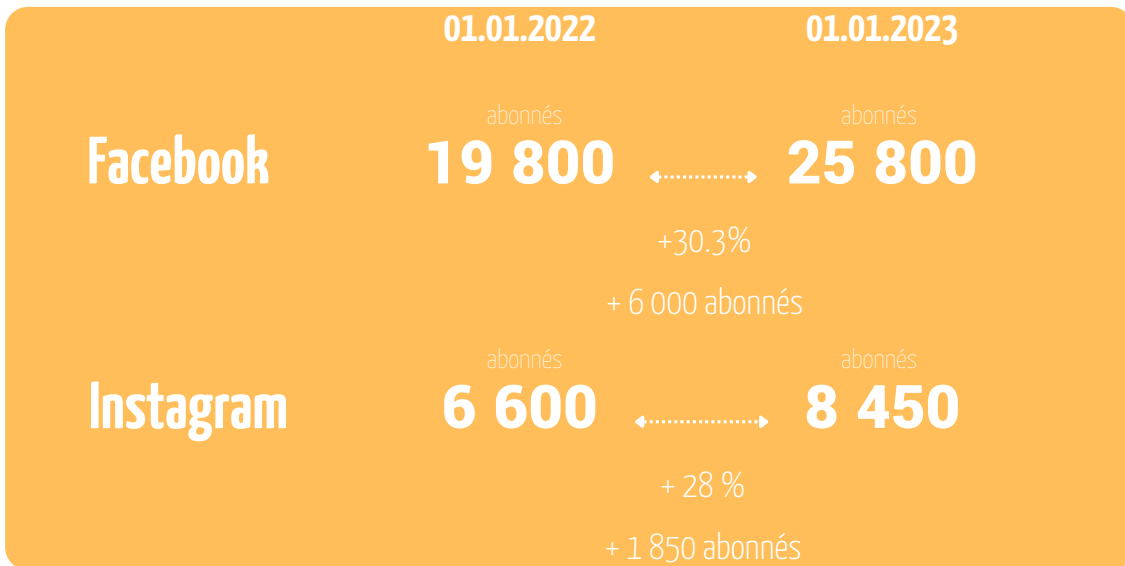 01.01.2022 01.01.2023
abonnés abonnés
Facebook 19 800 25 800
+30.3%
+ 6 000 abonnés
abonnés abonnés
Instagram 6 600 8 450
+ 28 %
+ 1 850 abonnés